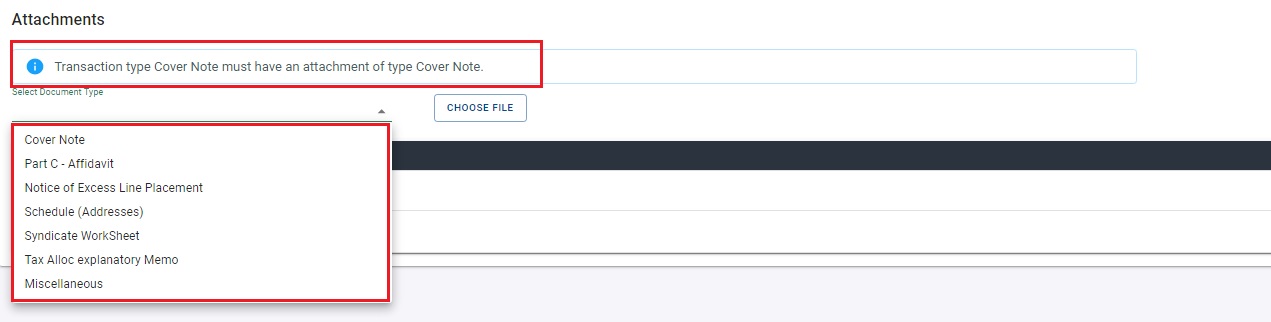 Attachments
Transaction type Cover Note must have an attachment of type Cover Note.
Select Document Type
CHOOSE FILE
Cover Note
Part C - Affidavit
Notice of Excess Line Placement
Schedule (Addresses)
Syndicate WorkSheet
Tax Alloc explanatory Memo
Miscellaneous